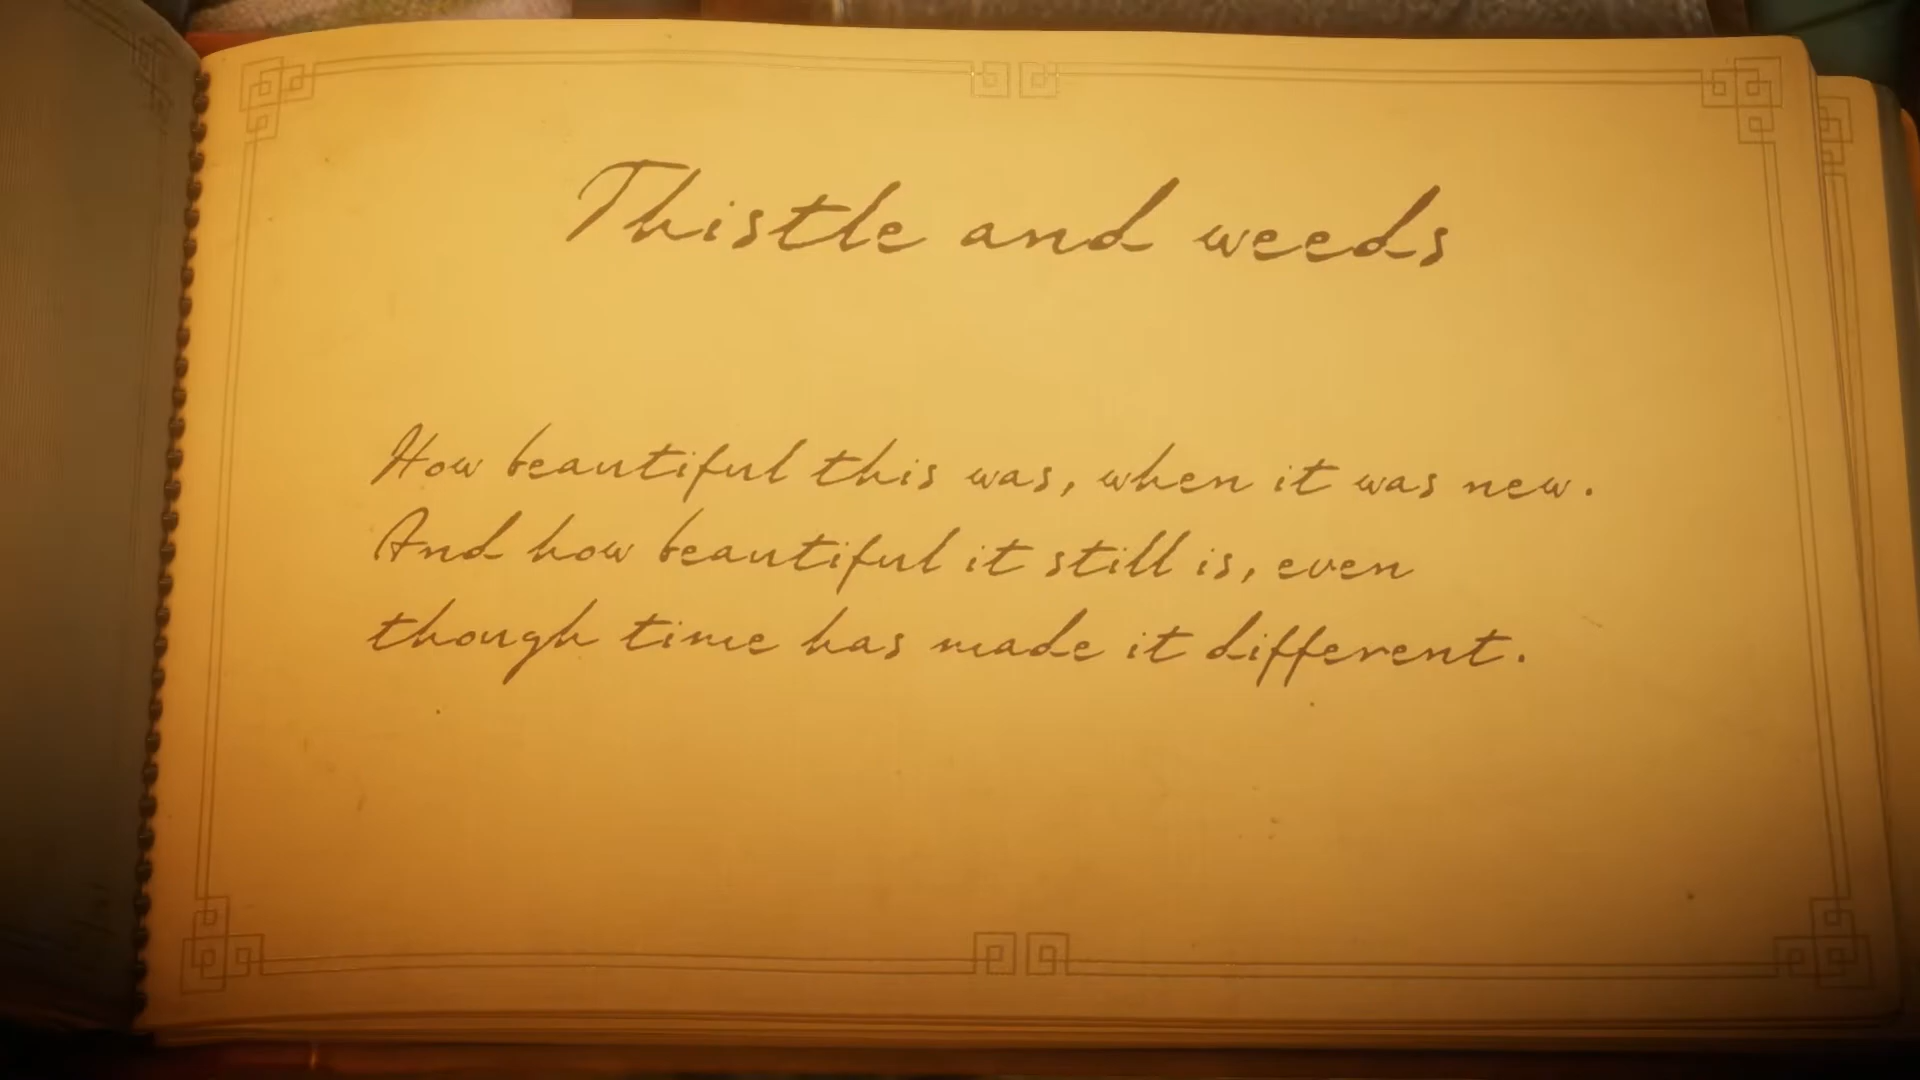 Thistle and weeds
How beautiful this was, when it was new.
And how beautiful it still is, even
though time has made it different.